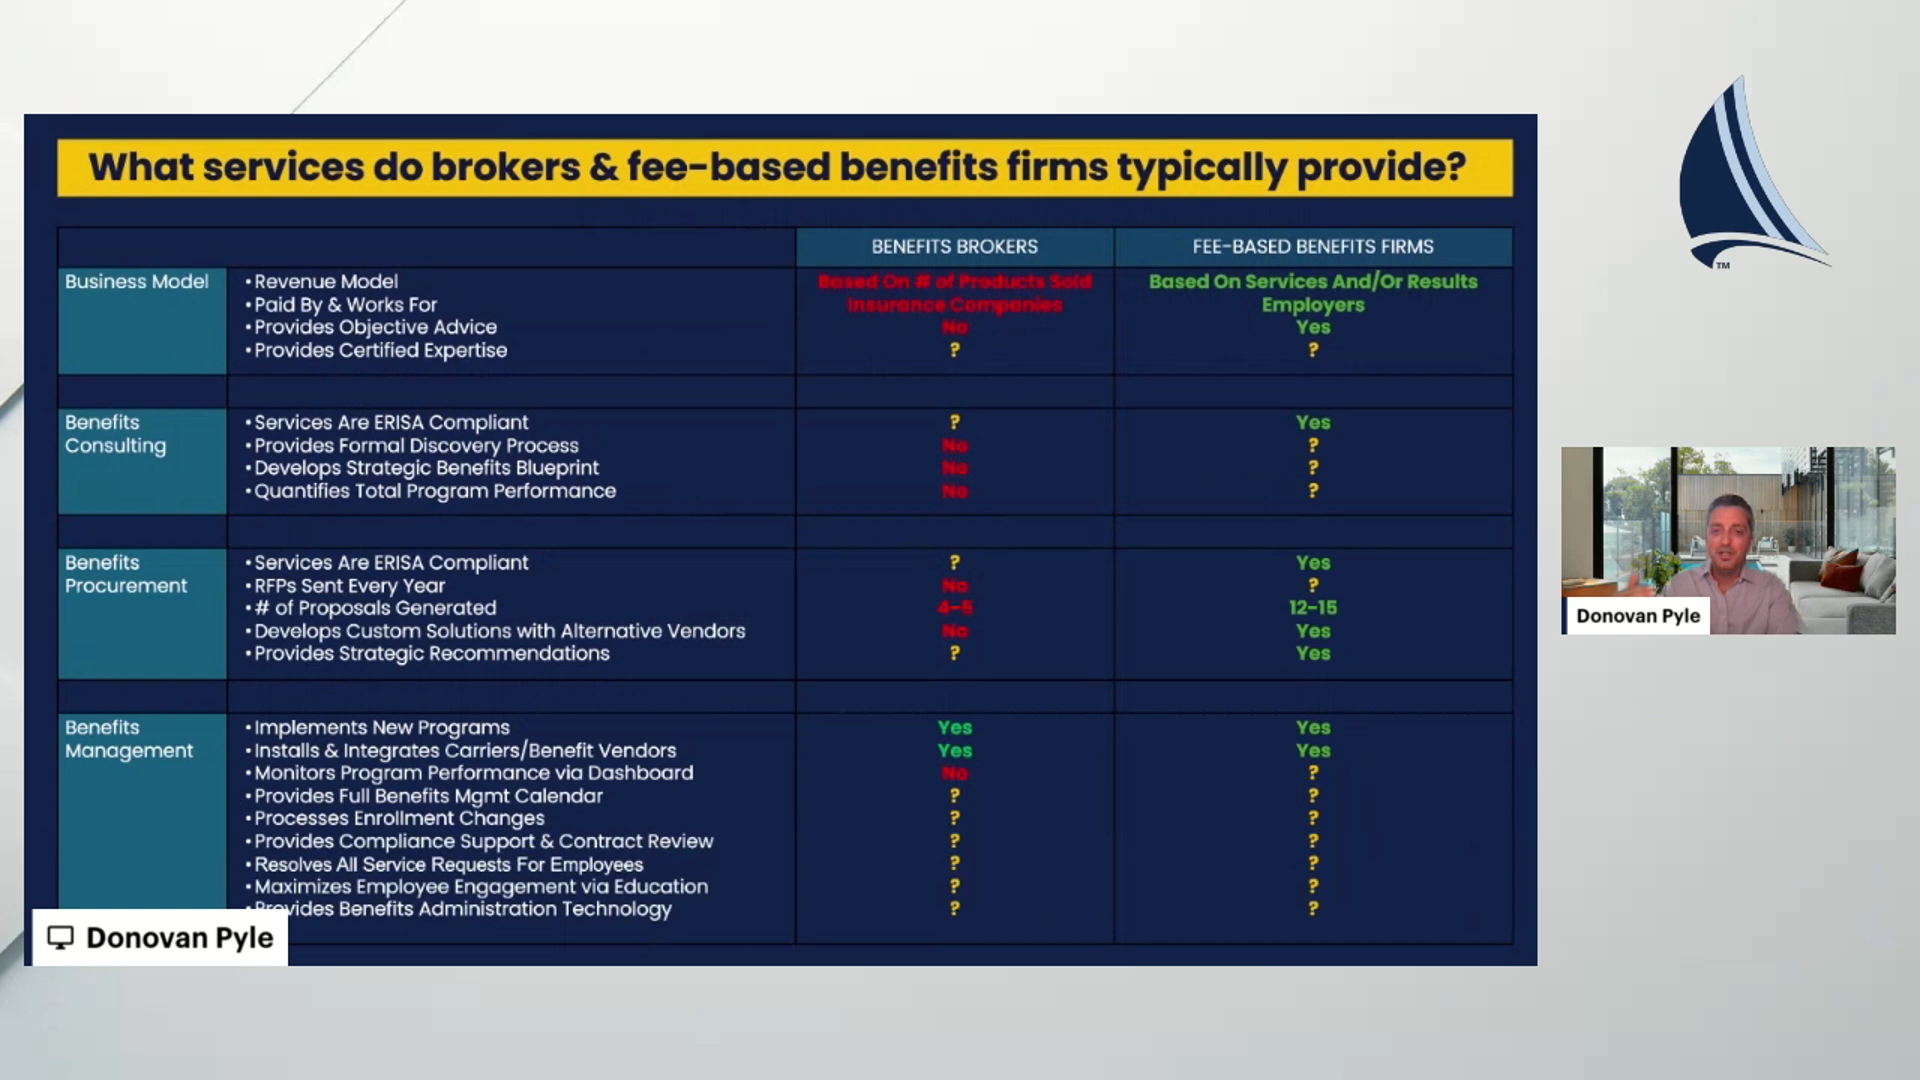 What services do brokers & fee-based benefits firms typically provide?
BENEFITS BROKERS FEE-BASED BENEFITS FIRMS
Business Model • Revenue Model Based On # of Products Sold Based On Services And/Or Results
• Paid By & Works For Insurance Companies Employers
• Provides Objective Advice No Yes
• Provides Certified Expertise ? ?
Benefits • Services Are ERISA Compliant ? Yes
Consulting • Provides Formal Discovery Process No ?
• Develops Strategic Benefits Blueprint No ?
• Quantifies Total Program Performance No ?
Benefits • Services Are ERISA Compliant ? Yes
Procurement • RFPs Sent Every Year No ?
• # of Proposals Generated 4-5 12-15
• Develops Custom Solutions with Alternative Vendors No Yes
• Provides Strategic Recommendations ? Yes
Benefits • Implements New Programs Yes Yes
Management • Installs & Integrates Carriers/Benefit Vendors Yes Yes
• Monitors Program Performance via Dashboard No ?
• Provides Full Benefits Mgmt Calendar ? ?
• Processes Enrollment Changes ? ?
• Provides Compliance Support & Contract Review ? ?
• Resolves All Service Requests For Employees ? ?
• Maximizes Employee Engagement via Education ? ?
• Provides Benefits Administration Technology ? ?
Donovan Pyle
TM
Donovan Pyle